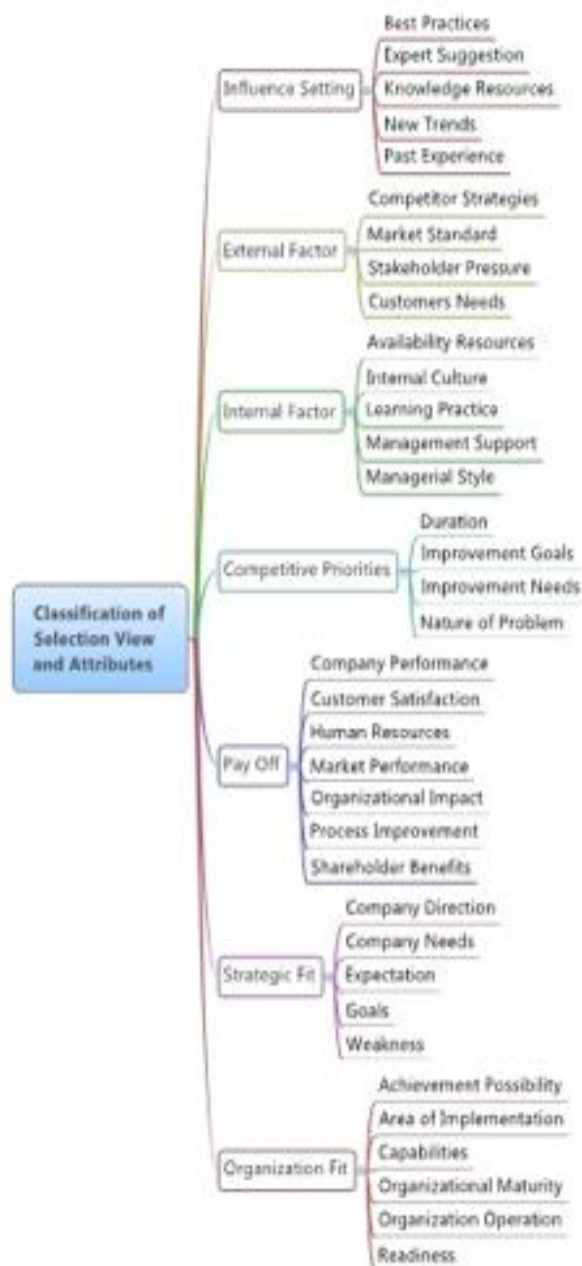 Classification of
Selection View
and Attributes
Influence Setting
Best Practices
Expert Suggestion
Knowledge Resources
New Trends
Past Experience
External Factor
Competitor Strategies
Market Standard
Stakeholder Pressure
Customers Needs
Internal Factor
Availability Resources
Internal Culture
Learning Practice
Management Support
Managerial Style
Competitive Priorities
Duration
Improvement Goals
Improvement Needs
Nature of Problem
Pay Off
Company Performance
Customer Satisfaction
Human Resources
Market Performance
Organizational Impact
Process Improvement
Shareholder Benefits
Strategic Fit
Company Direction
Company Needs
Expectation
Goals
Weakness
Organization Fit
Achievement Possibility
Area of Implementation
Capabilities
Organizational Maturity
Organization Operation
Readiness